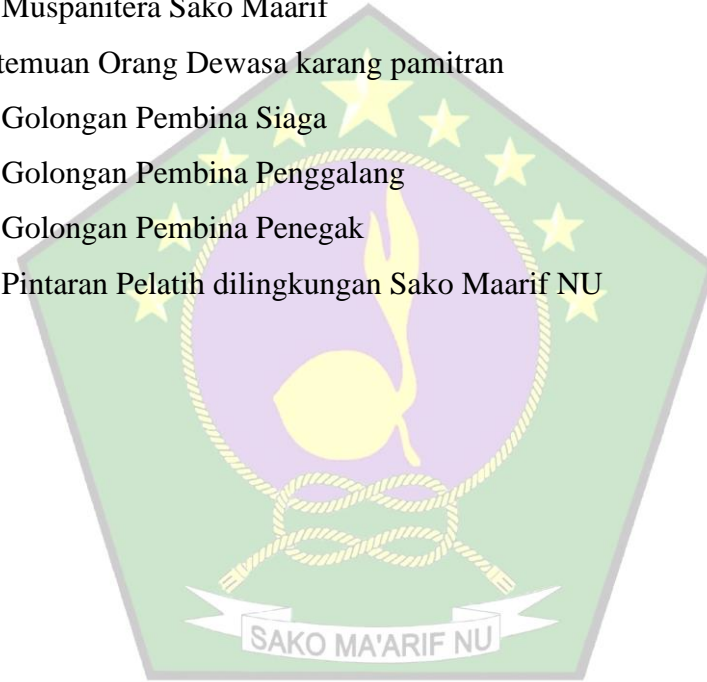 Muspanitera Sako Maarif
temuan Orang Dewasa karang pamitran
Golongan Pembina Siaga
Golongan Pembina Penggalang
Golongan Pembina Penegak
Pintaran Pelatih dilingkungan Sako Maarif NU
SAKO MA'ARIF NU